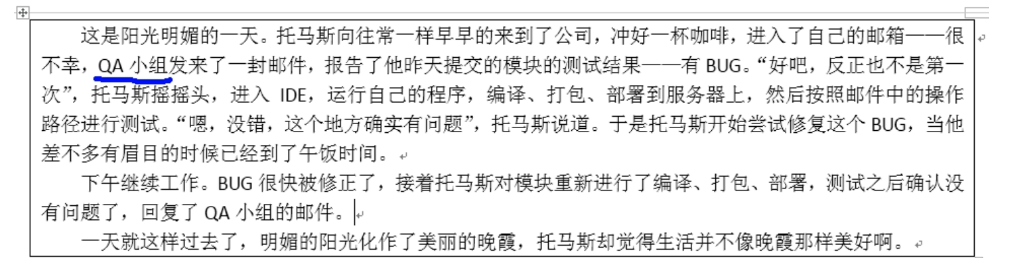 这是阳光明媚的一天。托马斯向往常一样早早的来到了公司，冲好一杯咖啡，进入了自己的邮箱——很
不幸，QA 小组发来了一封邮件，报告了他昨天提交的模块的测试结果——有 BUG。“好吧，反正也不是第一
次”，托马斯摇摇头，进入 IDE，运行自己的程序，编译、打包、部署到服务器上，然后按照邮件中的操作
路径进行测试。“嗯，没错，这个地方确实有问题”，托马斯说道。于是托马斯开始尝试修复这个 BUG，当他
差不多有眉目的时候已经到了午饭时间。
下午继续工作。BUG 很快被修正了，接着托马斯对模块重新进行了编译、打包、部署，测试之后确认没
有问题了，回复了 QA 小组的邮件。
一天就这样过去了，明媚的阳光化作了美丽的晚霞，托马斯却觉得生活并不像晚霞那样美好啊。